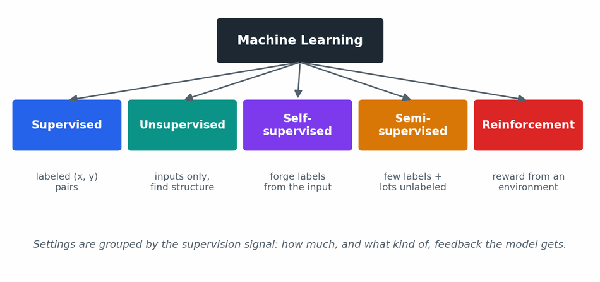 Machine Learning
Supervised
Unsupervised
Self-
supervised
Semi-
supervised
Reinforcement
labeled (x, y)
pairs
inputs only,
find structure
forge labels
from the input
few labels +
lots unlabeled
reward from an
environment
Settings are grouped by the supervision signal: how much, and what kind of, feedback the model gets.